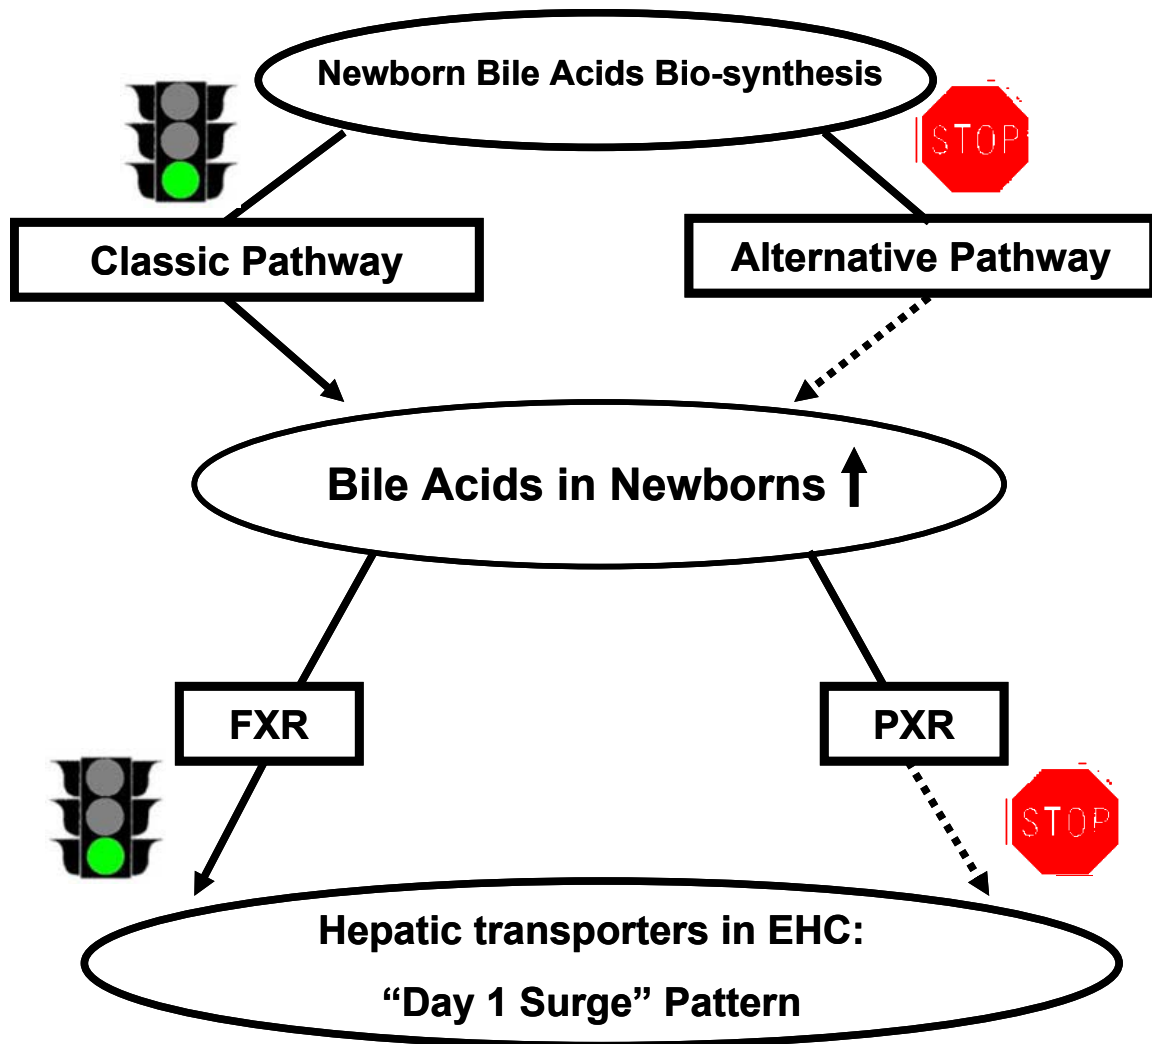 Newborn Bile Acids Bio-synthesis
STOP
Classic Pathway
Alternative Pathway
Bile Acids in Newborns
FXR
PXR
STOP
Hepatic transporters in EHC:
“Day 1 Surge” Pattern